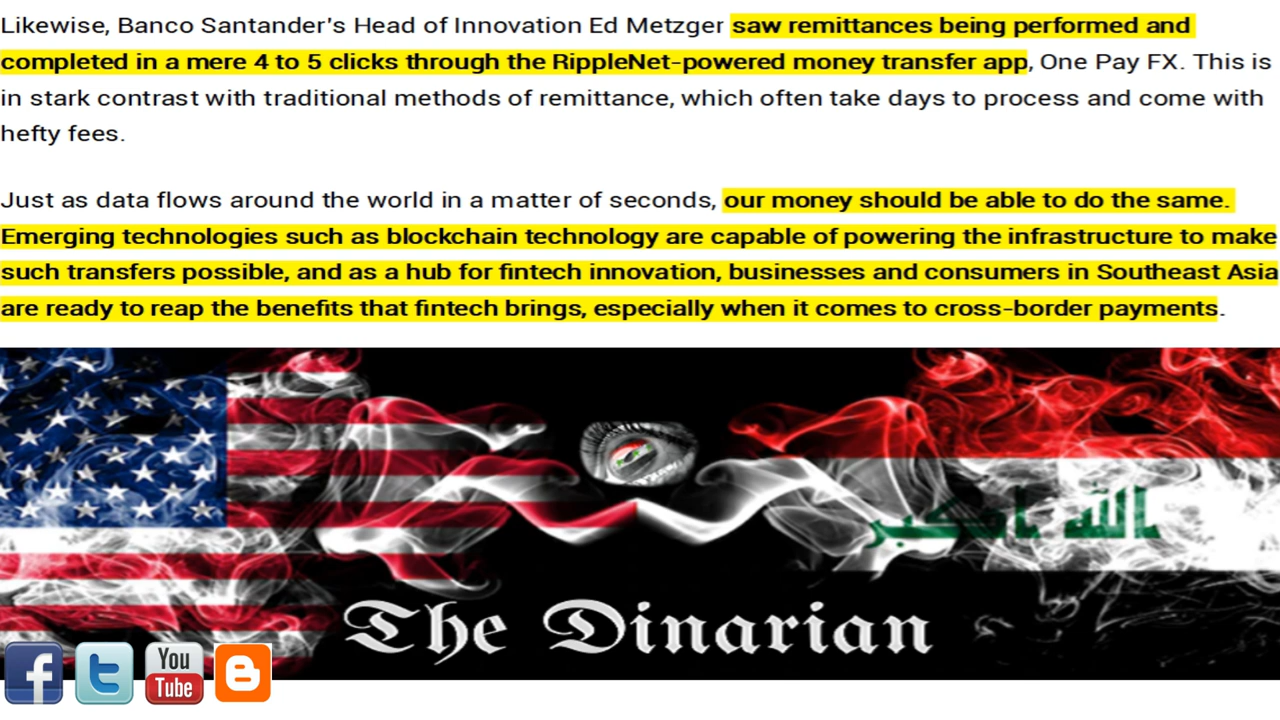 Likewise, Banco Santander's Head of Innovation Ed Metzger saw remittances being performed and
completed in a mere 4 to 5 clicks through the RippleNet-powered money transfer app, One Pay FX. This is
in stark contrast with traditional methods of remittance, which often take days to process and come with
hefty fees.
Just as data flows around the world in a matter of seconds, our money should be able to do the same.
Emerging technologies such as blockchain technology are capable of powering the infrastructure to make
such transfers possible, and as a hub for fintech innovation, businesses and consumers in Southeast Asia
are ready to reap the benefits that fintech brings, especially when it comes to cross-border payments.
الله اكبر
The Dinarian
You
Tube